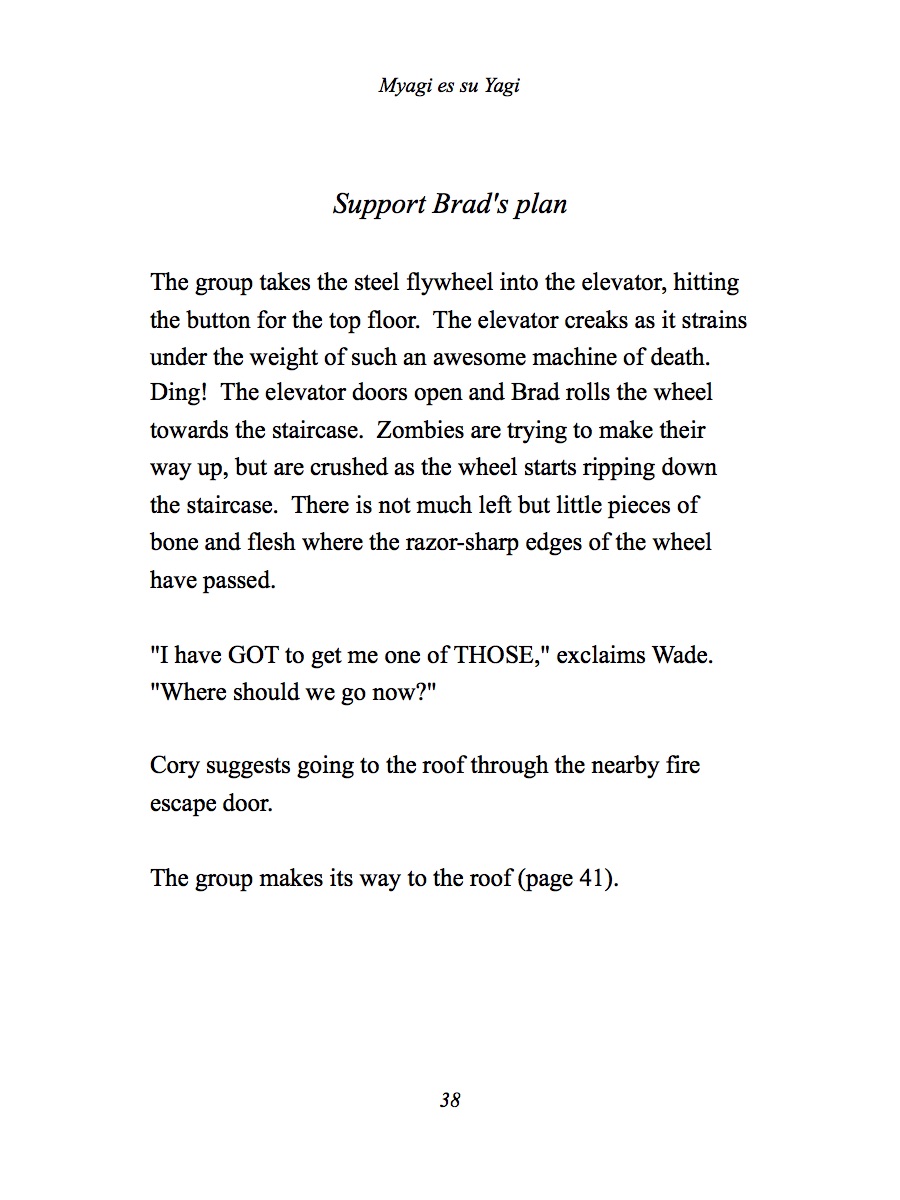 Myagi es su Yagi
Support Brad's plan
The group takes the steel flywheel into the elevator, hitting
the button for the top floor.  The elevator creaks as it strains
under the weight of such an awesome machine of death.
Ding!  The elevator doors open and Brad rolls the wheel
towards the staircase.  Zombies are trying to make their
way up, but are crushed as the wheel starts ripping down
the staircase.  There is not much left but little pieces of
bone and flesh where the razor-sharp edges of the wheel
have passed.
"I have GOT to get me one of THOSE," exclaims Wade.
"Where should we go now?"
Cory suggests going to the roof through the nearby fire
escape door.
The group makes its way to the roof (page 41).
38